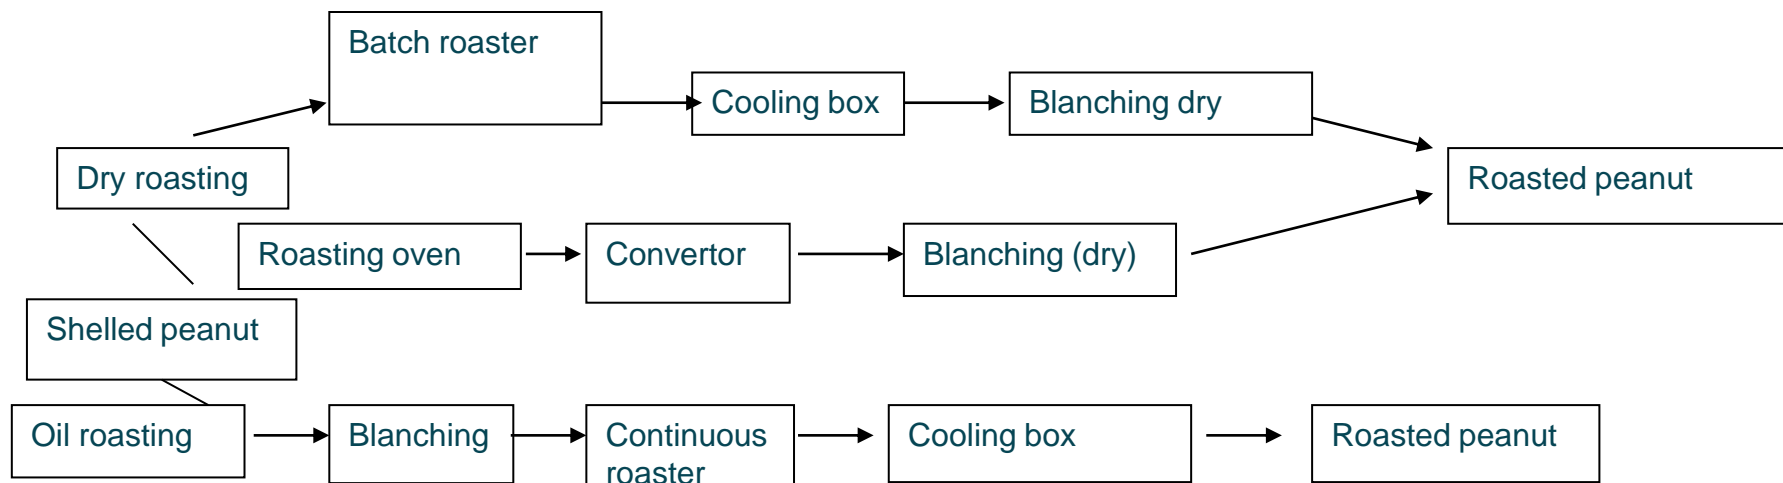 Batch roaster
Cooling box
Blanching dry
Dry roasting
Roasted peanut
Roasting oven
Convertor
Blanching (dry)
Shelled peanut
Oil roasting
Blanching
Continuous
roaster
Cooling box
Roasted peanut